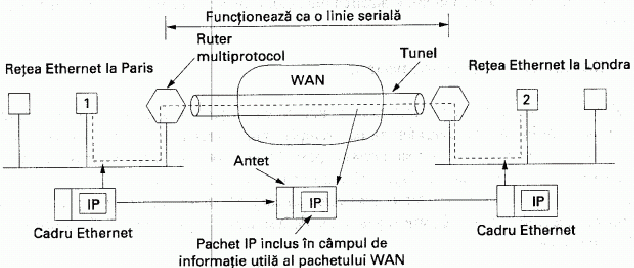 Funcționează ca o linie serială
Ruter
multiprotocol
Tunel
Rețea Ethernet la Paris
WAN
Rețea Ethernet la Londra
1
2
Antet
IP
IP
IP
Cadru Ethernet
Cadru Ethernet
Pachet IP inclus în câmpul de
informație utilă al pachetului WAN